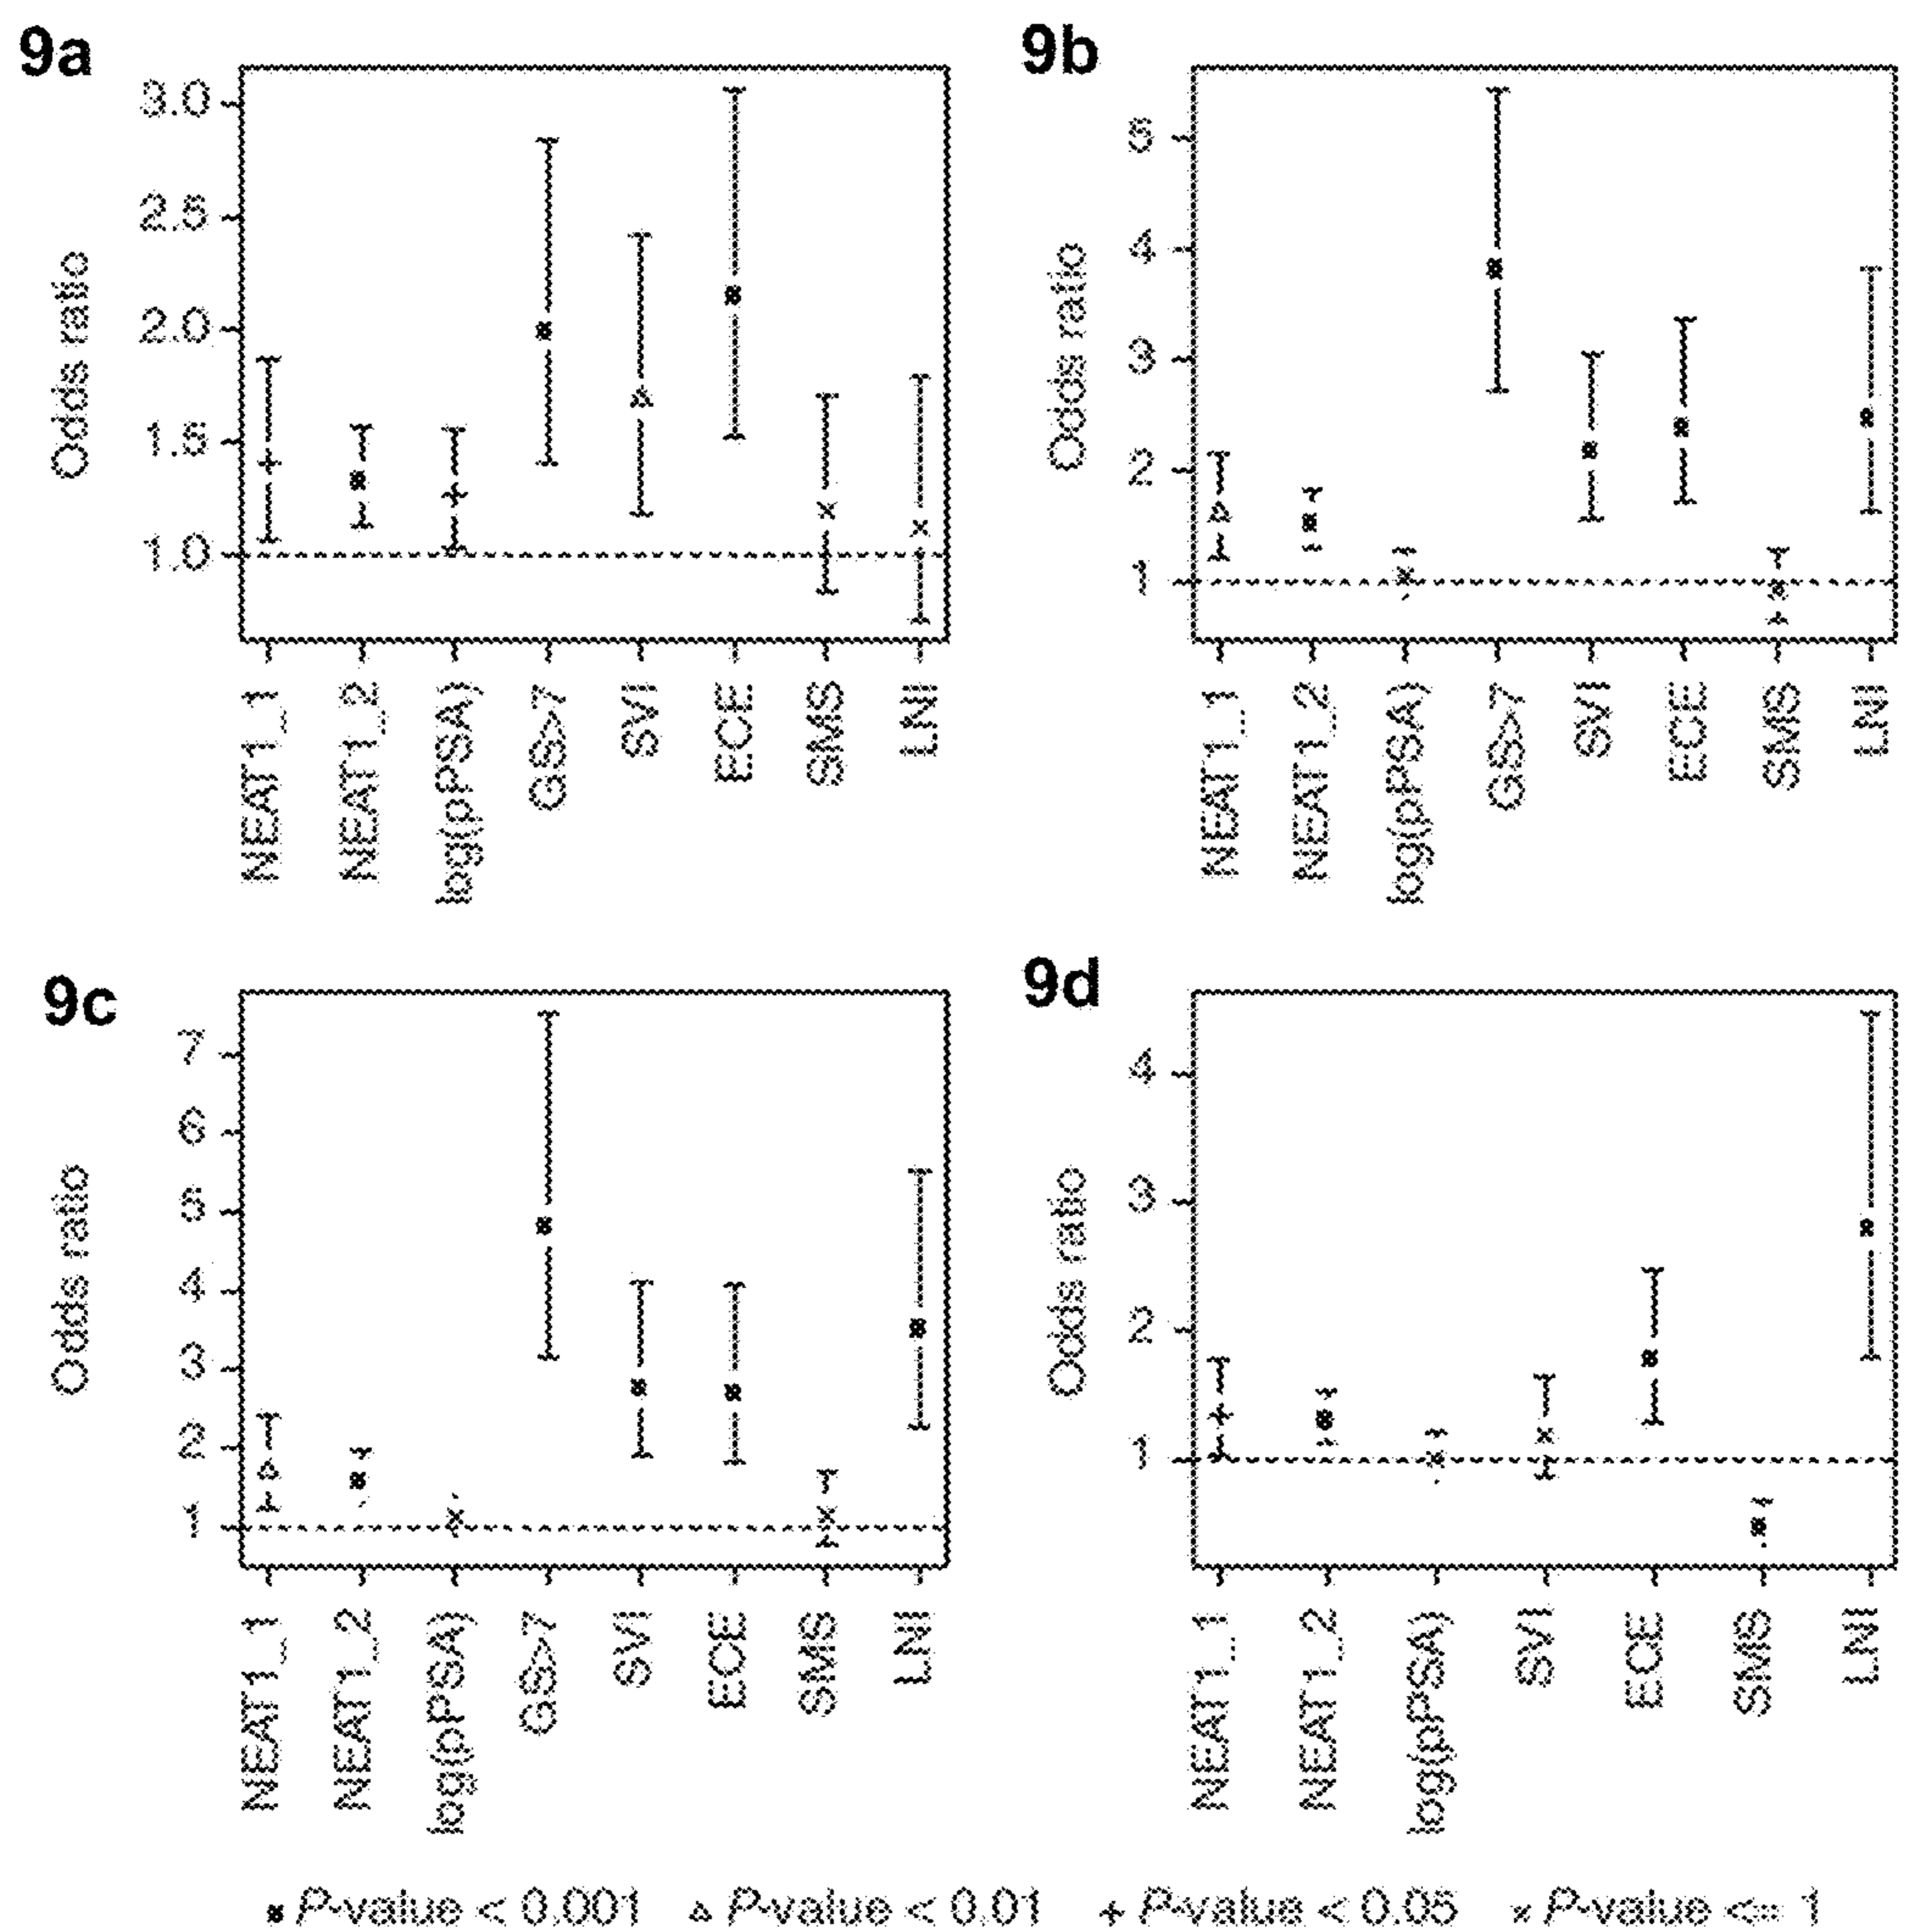 9a
3.0
2.5
2.0
1.5
1.0
Odds ratio
NEAT1_1
NEAT1_2
log(pPSA)
GS>7
SVI
ECE
SMS
LNI
9b
5
4
3
2
1
Odds ratio
NEAT1_1
NEAT1_2
log(pPSA)
GS>7
SVI
ECE
SMS
LNI
9c
7
6
5
4
3
2
1
Odds ratio
NEAT1_1
NEAT1_2
log(pPSA)
GS>7
SVI
ECE
SMS
LNI
9d
4
3
2
1
Odds ratio
NEAT1_1
NEAT1_2
log(pPSA)
SVI
ECE
SMS
LNI
P-value < 0.001 P-value < 0.01 P-value < 0.05 P-value <= 1